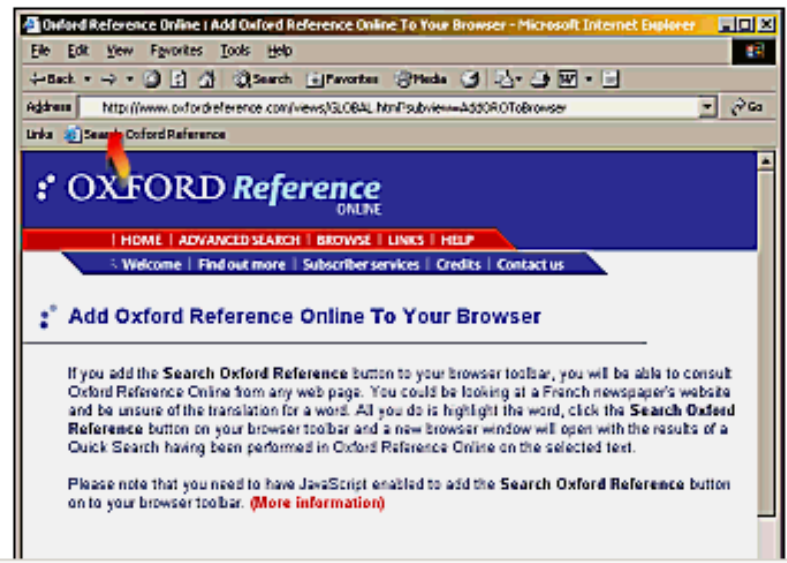 Oxford Reference Online | Add Oxford Reference Online To Your Browser - Microsoft Internet Explorer
File Edit View Favorites Tools Help
Back Search Favorites Media
Address http://www.oxfordreference.com/views/GLOBAL.html?subview=AddOROToBrowser Go
Links Search Oxford Reference
OXFORD Reference
ONLINE
| HOME | ADVANCED SEARCH | BROWSE | LINKS | HELP
Welcome | Find out more | Subscriber services | Credits | Contact us
Add Oxford Reference Online To Your Browser
If you add the Search Oxford Reference button to your browser toolbar, you will be able to consult
Oxford Reference Online from any web page. You could be looking at a French newspaper's website
and be unsure of the translation for a word. All you do is highlight the word, click the Search Oxford
Reference button on your browser toolbar and a new browser window will open with the results of a
Quick Search having been performed in Oxford Reference Online on the selected text.
Please note that you need to have JavaScript enabled to add the Search Oxford Reference button
on to your browser toolbar. (More information)